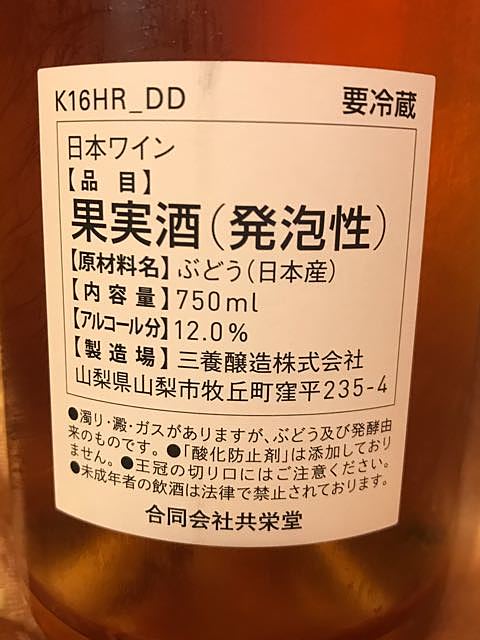 K16HR_DD 要冷蔵
日本ワイン
【品 目】
果実酒(発泡性)
【原材料名】ぶどう(日本産)
【内容量】750ml
【アルコール分】12.0%
【製造場】三養醸造株式会社
山梨県山梨市牧丘町窪平235-4
●濁り・澱・ガスがありますが、ぶどう及び発酵由
来のものです。●「酸化防止剤」は添加しており
ません。●王冠の切り口にはご注意ください。
●未成年者の飲酒は法律で禁止されております。
合同会社共栄堂